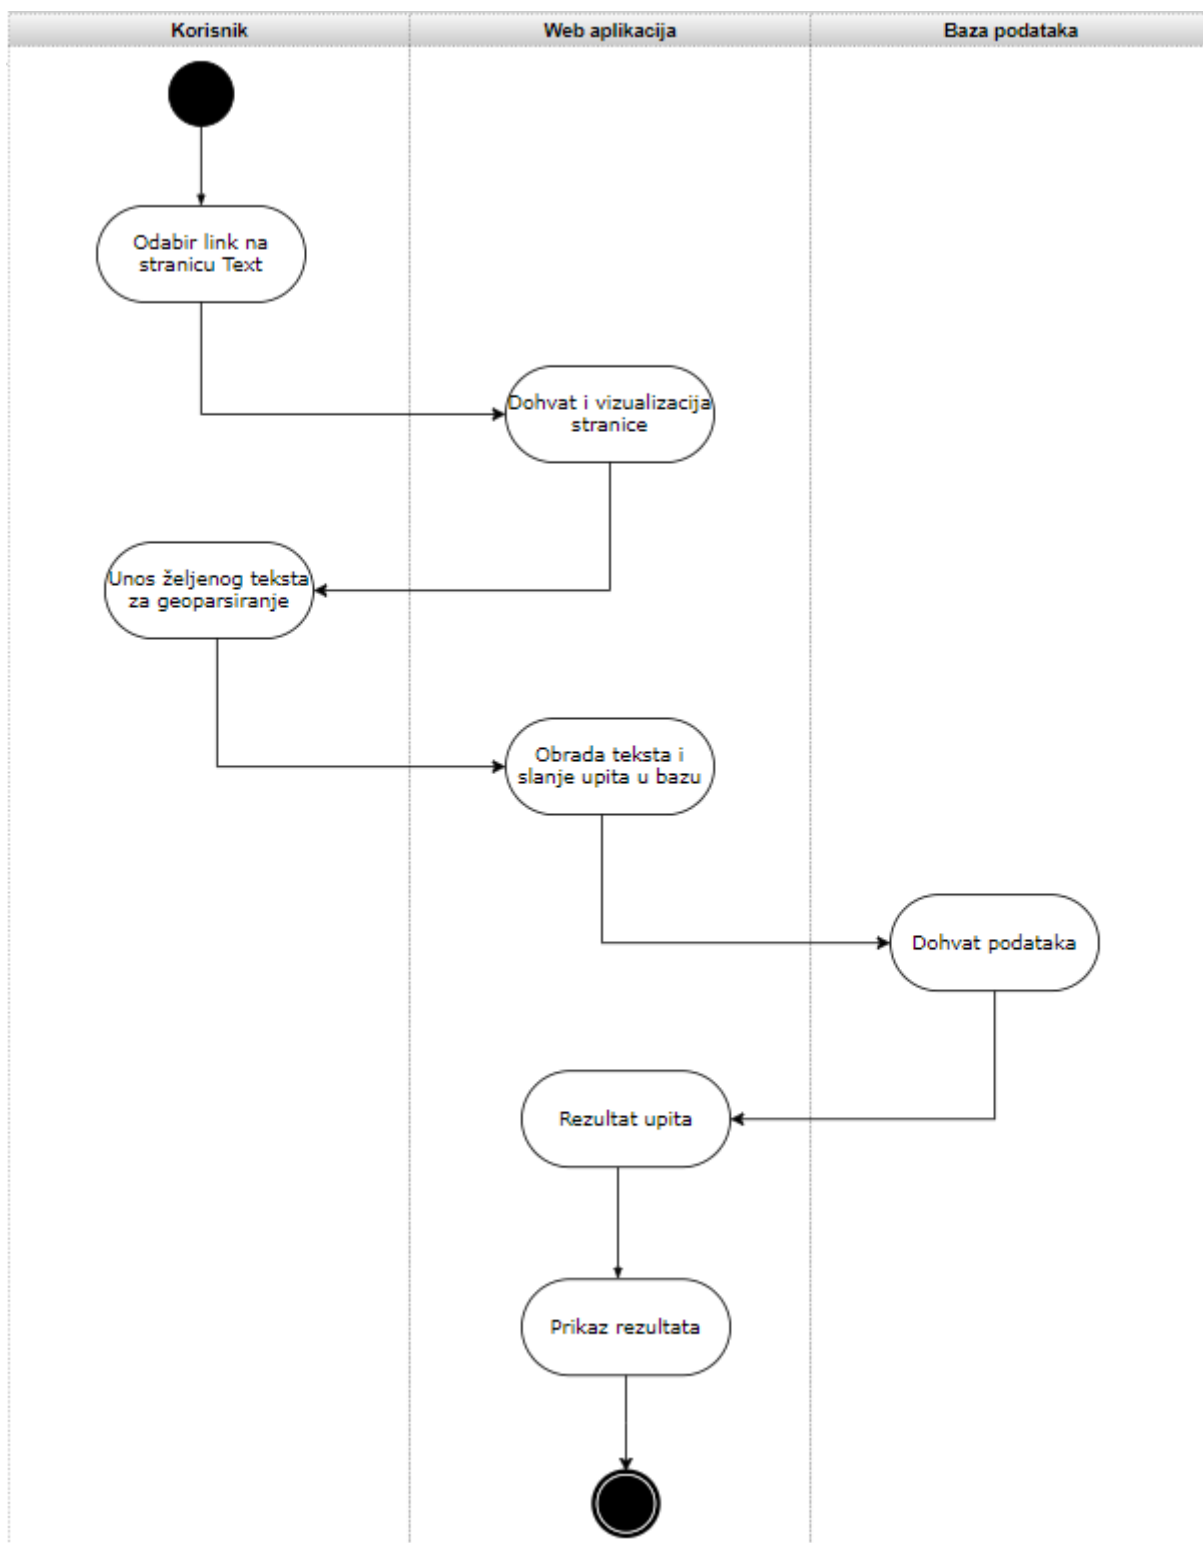 Korisnik
Web aplikacija
Baza podataka
Odabir link na
stranicu Text
Dohvat i vizualizacija
stranice
Unos željenog teksta
za geoparsiranje
Obrada teksta i
slanje upita u bazu
Dohvat podataka
Rezultat upita
Prikaz rezultata